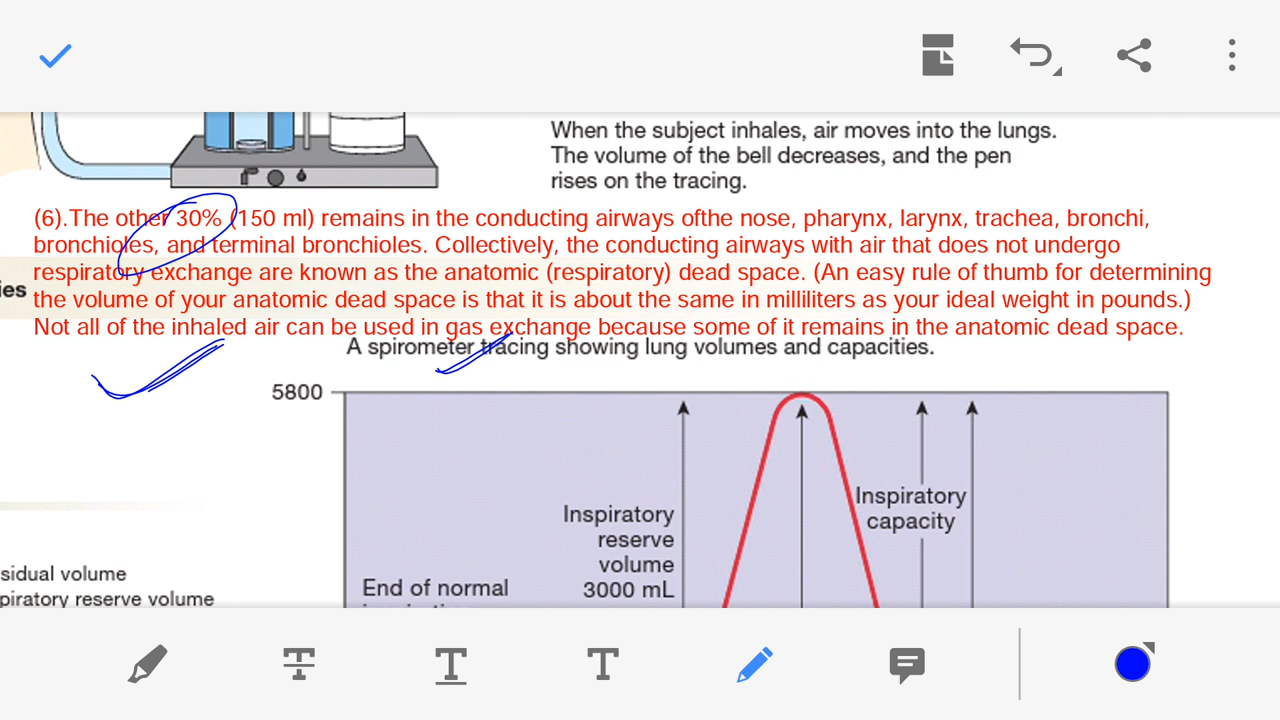 When the subject inhales, air moves into the lungs.
The volume of the bell decreases, and the pen
rises on the tracing.
(6).The other 30% (150 ml) remains in the conducting airways ofthe nose, pharynx, larynx, trachea, bronchi,
bronchioles, and terminal bronchioles. Collectively, the conducting airways with air that does not undergo
respiratory exchange are known as the anatomic (respiratory) dead space. (An easy rule of thumb for determining
ies
the volume of your anatomic dead space is that it is about the same in milliliters as your ideal weight in pounds.)
Not all of the inhaled air can be used in gas exchange because some of it remains in the anatomic dead space.
A spirometer tracing showing lung volumes and capacities.
5800
Inspiratory
reserve
volume
3000 mL
Inspiratory
capacity
End of normal
sidual volume
piratory reserve volume
T
T
T